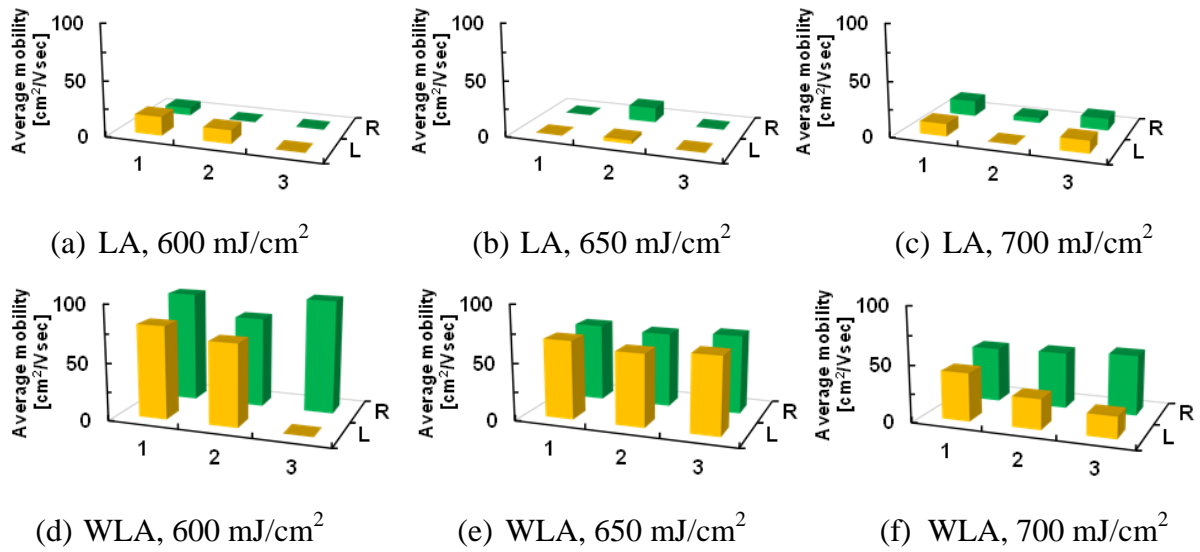 Average mobility
[cm²/Vsec]
100
50
0
1
2
3
L
R
Average mobility
[cm²/Vsec]
100
50
0
1
2
3
L
R
Average mobility
[cm²/Vsec]
100
50
0
1
2
3
L
R
(a) LA, 600 mJ/cm²
(b) LA, 650 mJ/cm²
(c) LA, 700 mJ/cm²
Average mobility
[cm²/Vsec]
100
50
0
1
2
3
L
R
Average mobility
[cm²/Vsec]
100
50
0
1
2
3
L
R
Average mobility
[cm²/Vsec]
100
50
0
1
2
3
L
R
(d) WLA, 600 mJ/cm²
(e) WLA, 650 mJ/cm²
(f) WLA, 700 mJ/cm²